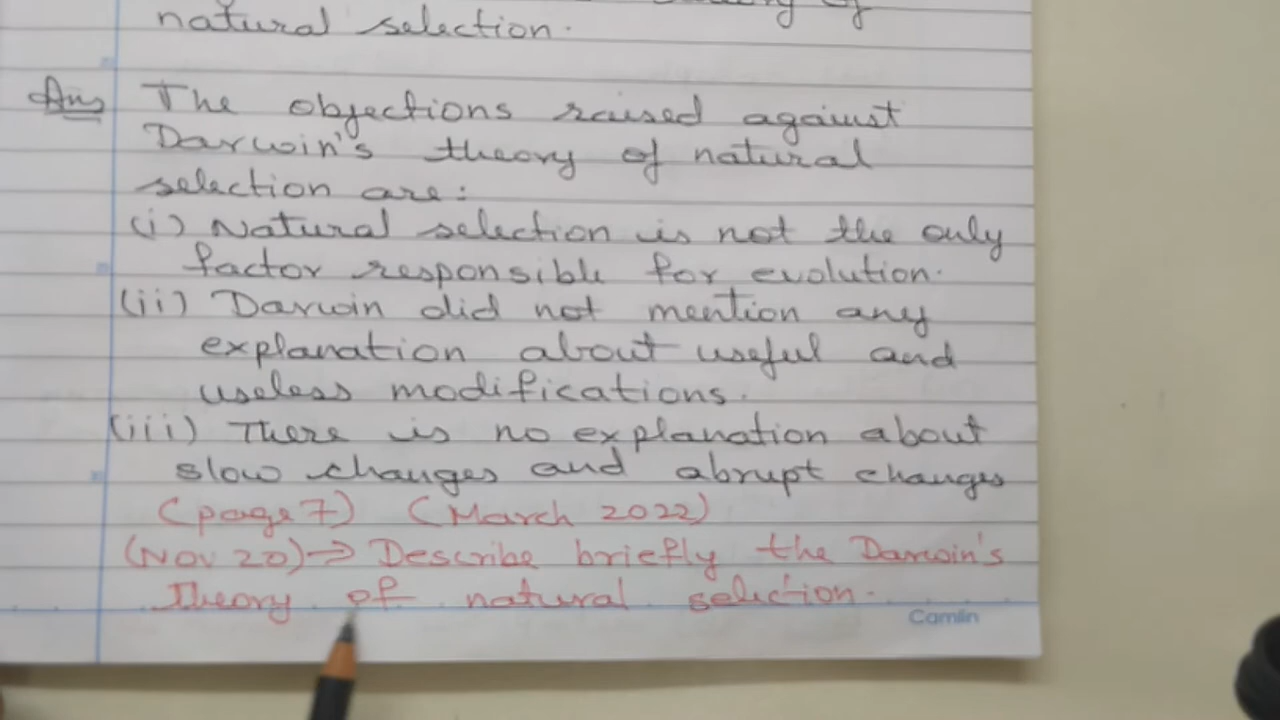 natural selection.
Ans The objections raised against
Darwin's theory of natural
selection are:
(i) Natural selection is not the only
factor responsible for evolution.
(ii) Darwin did not mention any
explanation about useful and
useless modifications.
(iii) There is no explanation about
slow changes and abrupt changes
(page 7) (March 2022)
(Nov 20)→ Describe briefly the Darwin's
Theory of natural selection.
Camlin